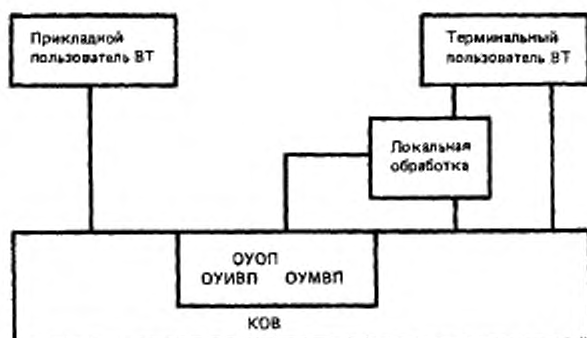 Прикладной
пользователь ВТ
Терминальный
пользователь ВТ
Локальная
обработка
ОУОП
ОУИВП ОУМВП
КОВ